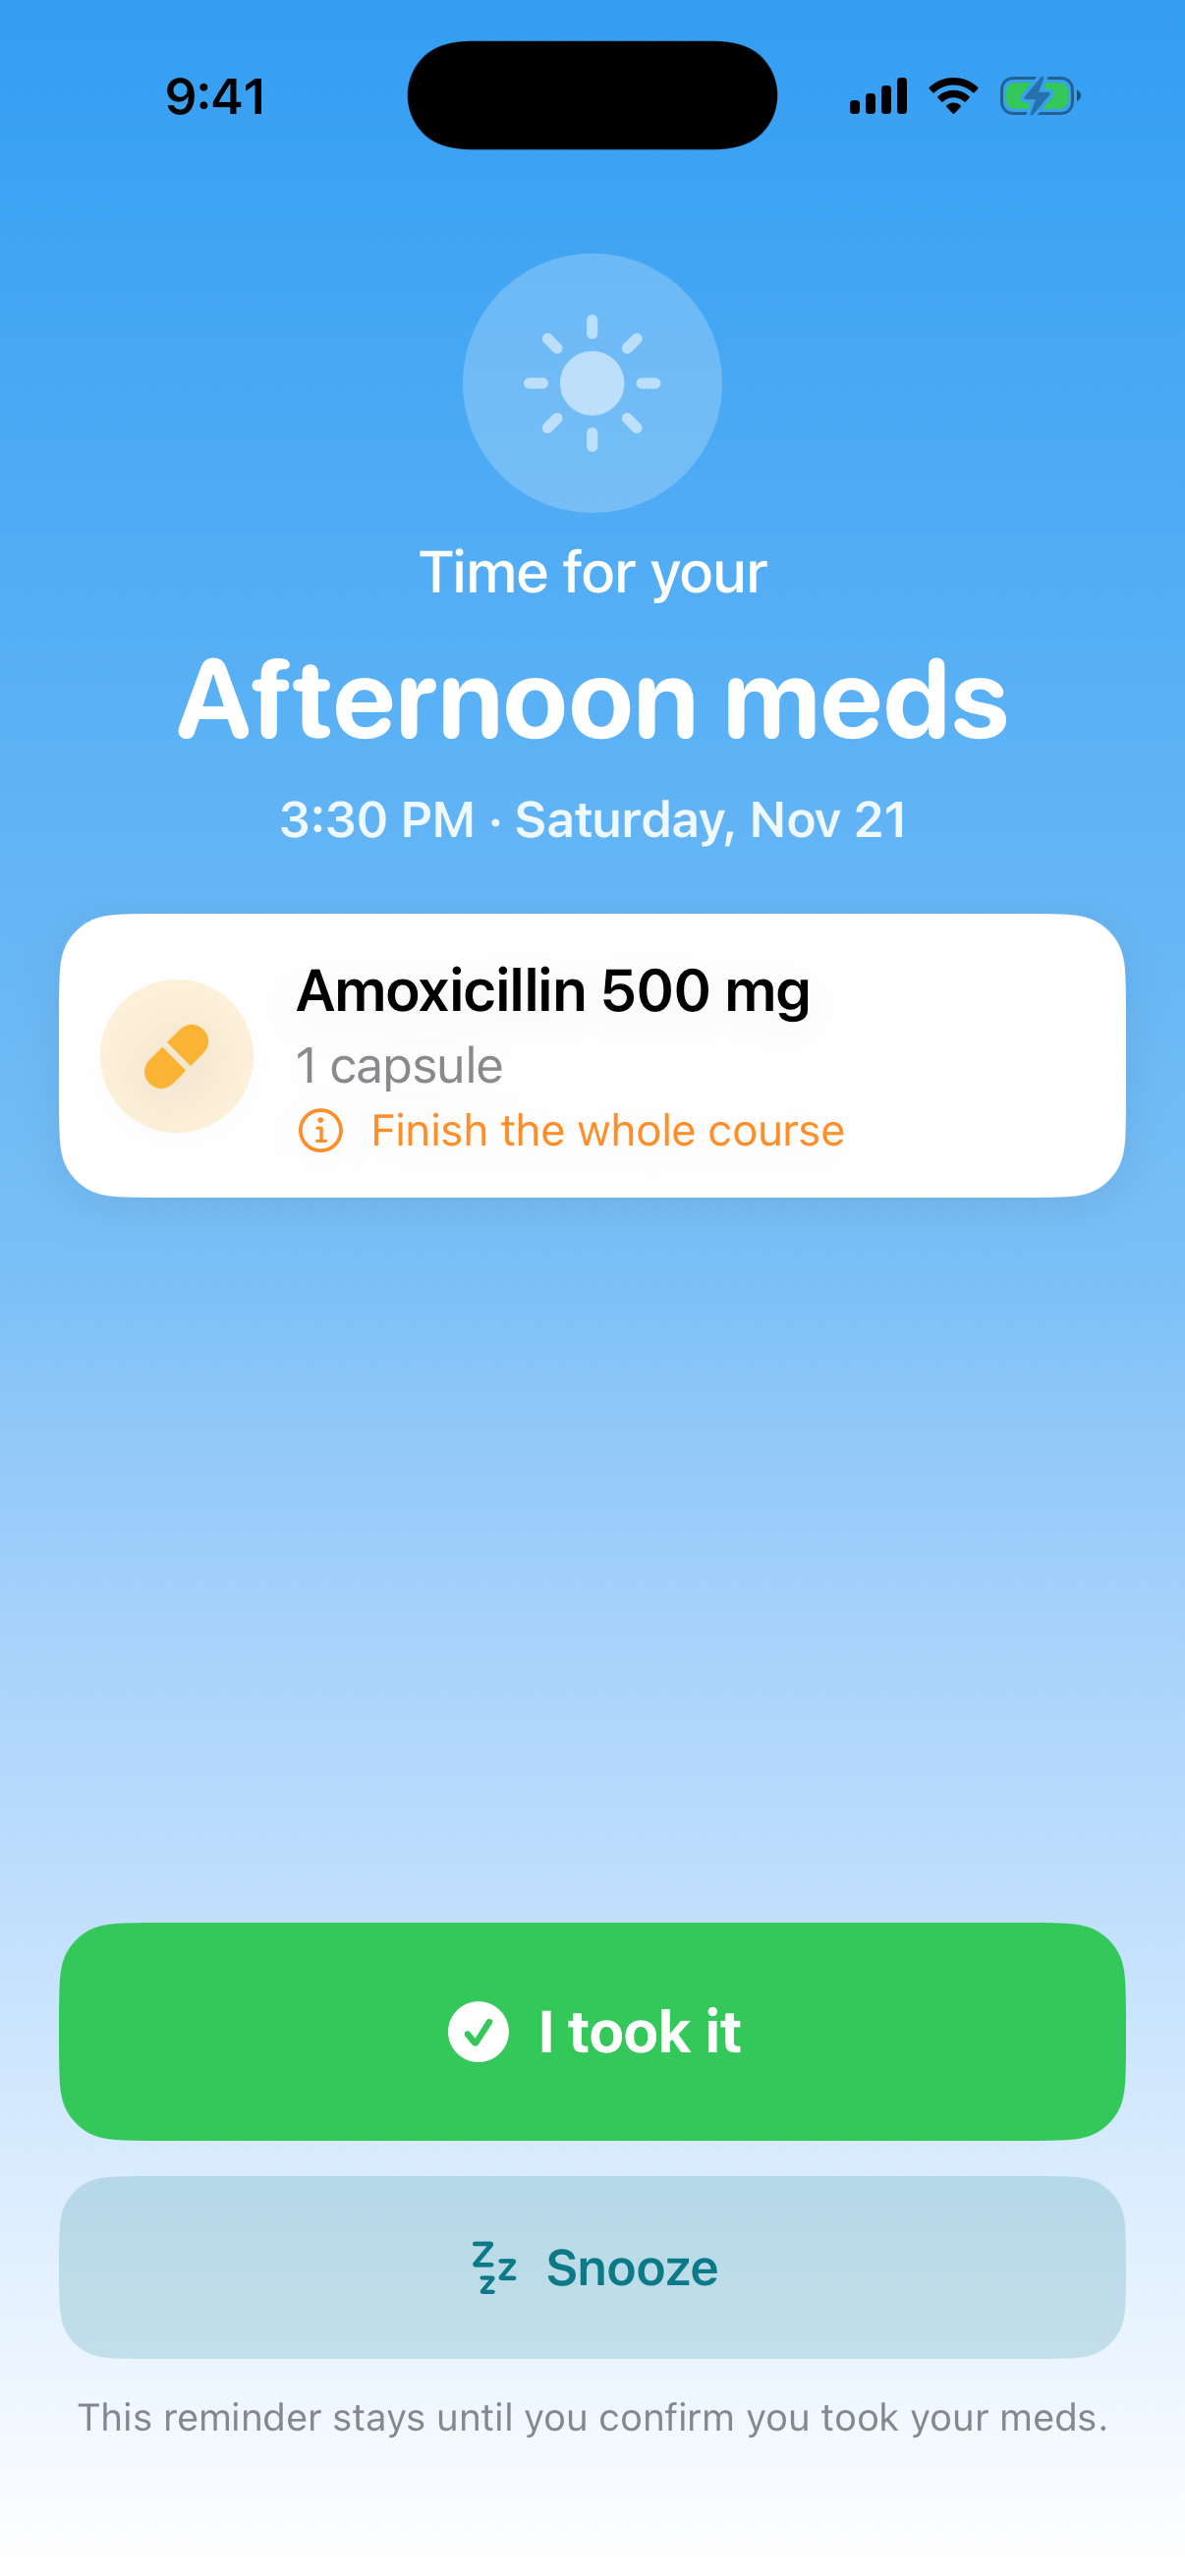 9:41
Time for your
Afternoon meds
3:30 PM · Saturday, Nov 21
Amoxicillin 500 mg
1 capsule
Finish the whole course
I took it
Snooze
This reminder stays until you confirm you took your meds.